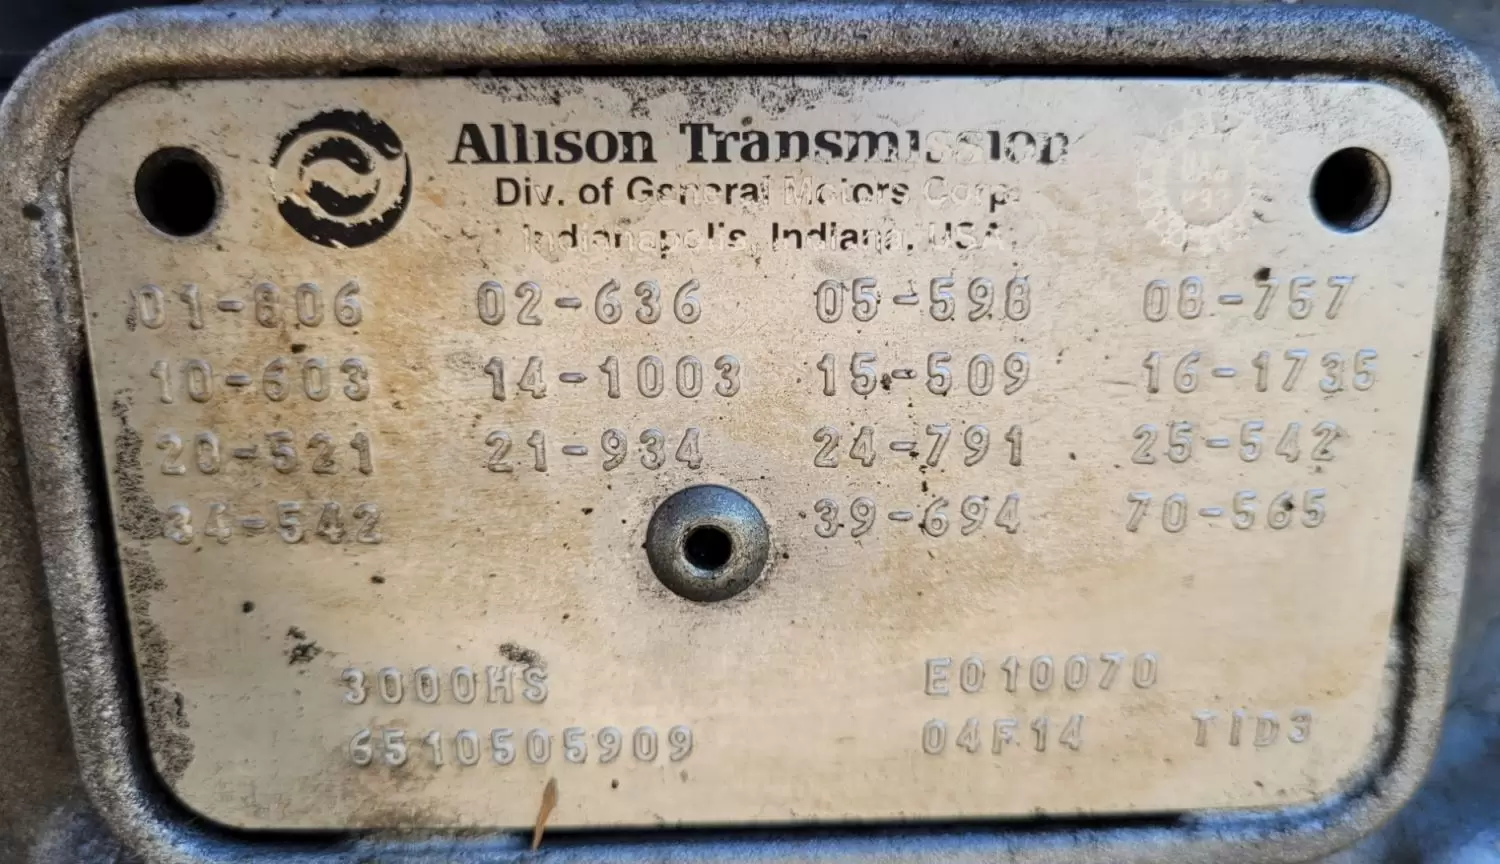 Allison Transmission
Div. of General Motors Corp.
Indianapolis, Indiana, USA
01-806 02-636 05-598 08-757
10-603 14-1003 15-509 16-1735
20-521 21-934 24-791 25-542
34-542 39-694 70-565
3000HS E010070
6510505909 04F14 TID3